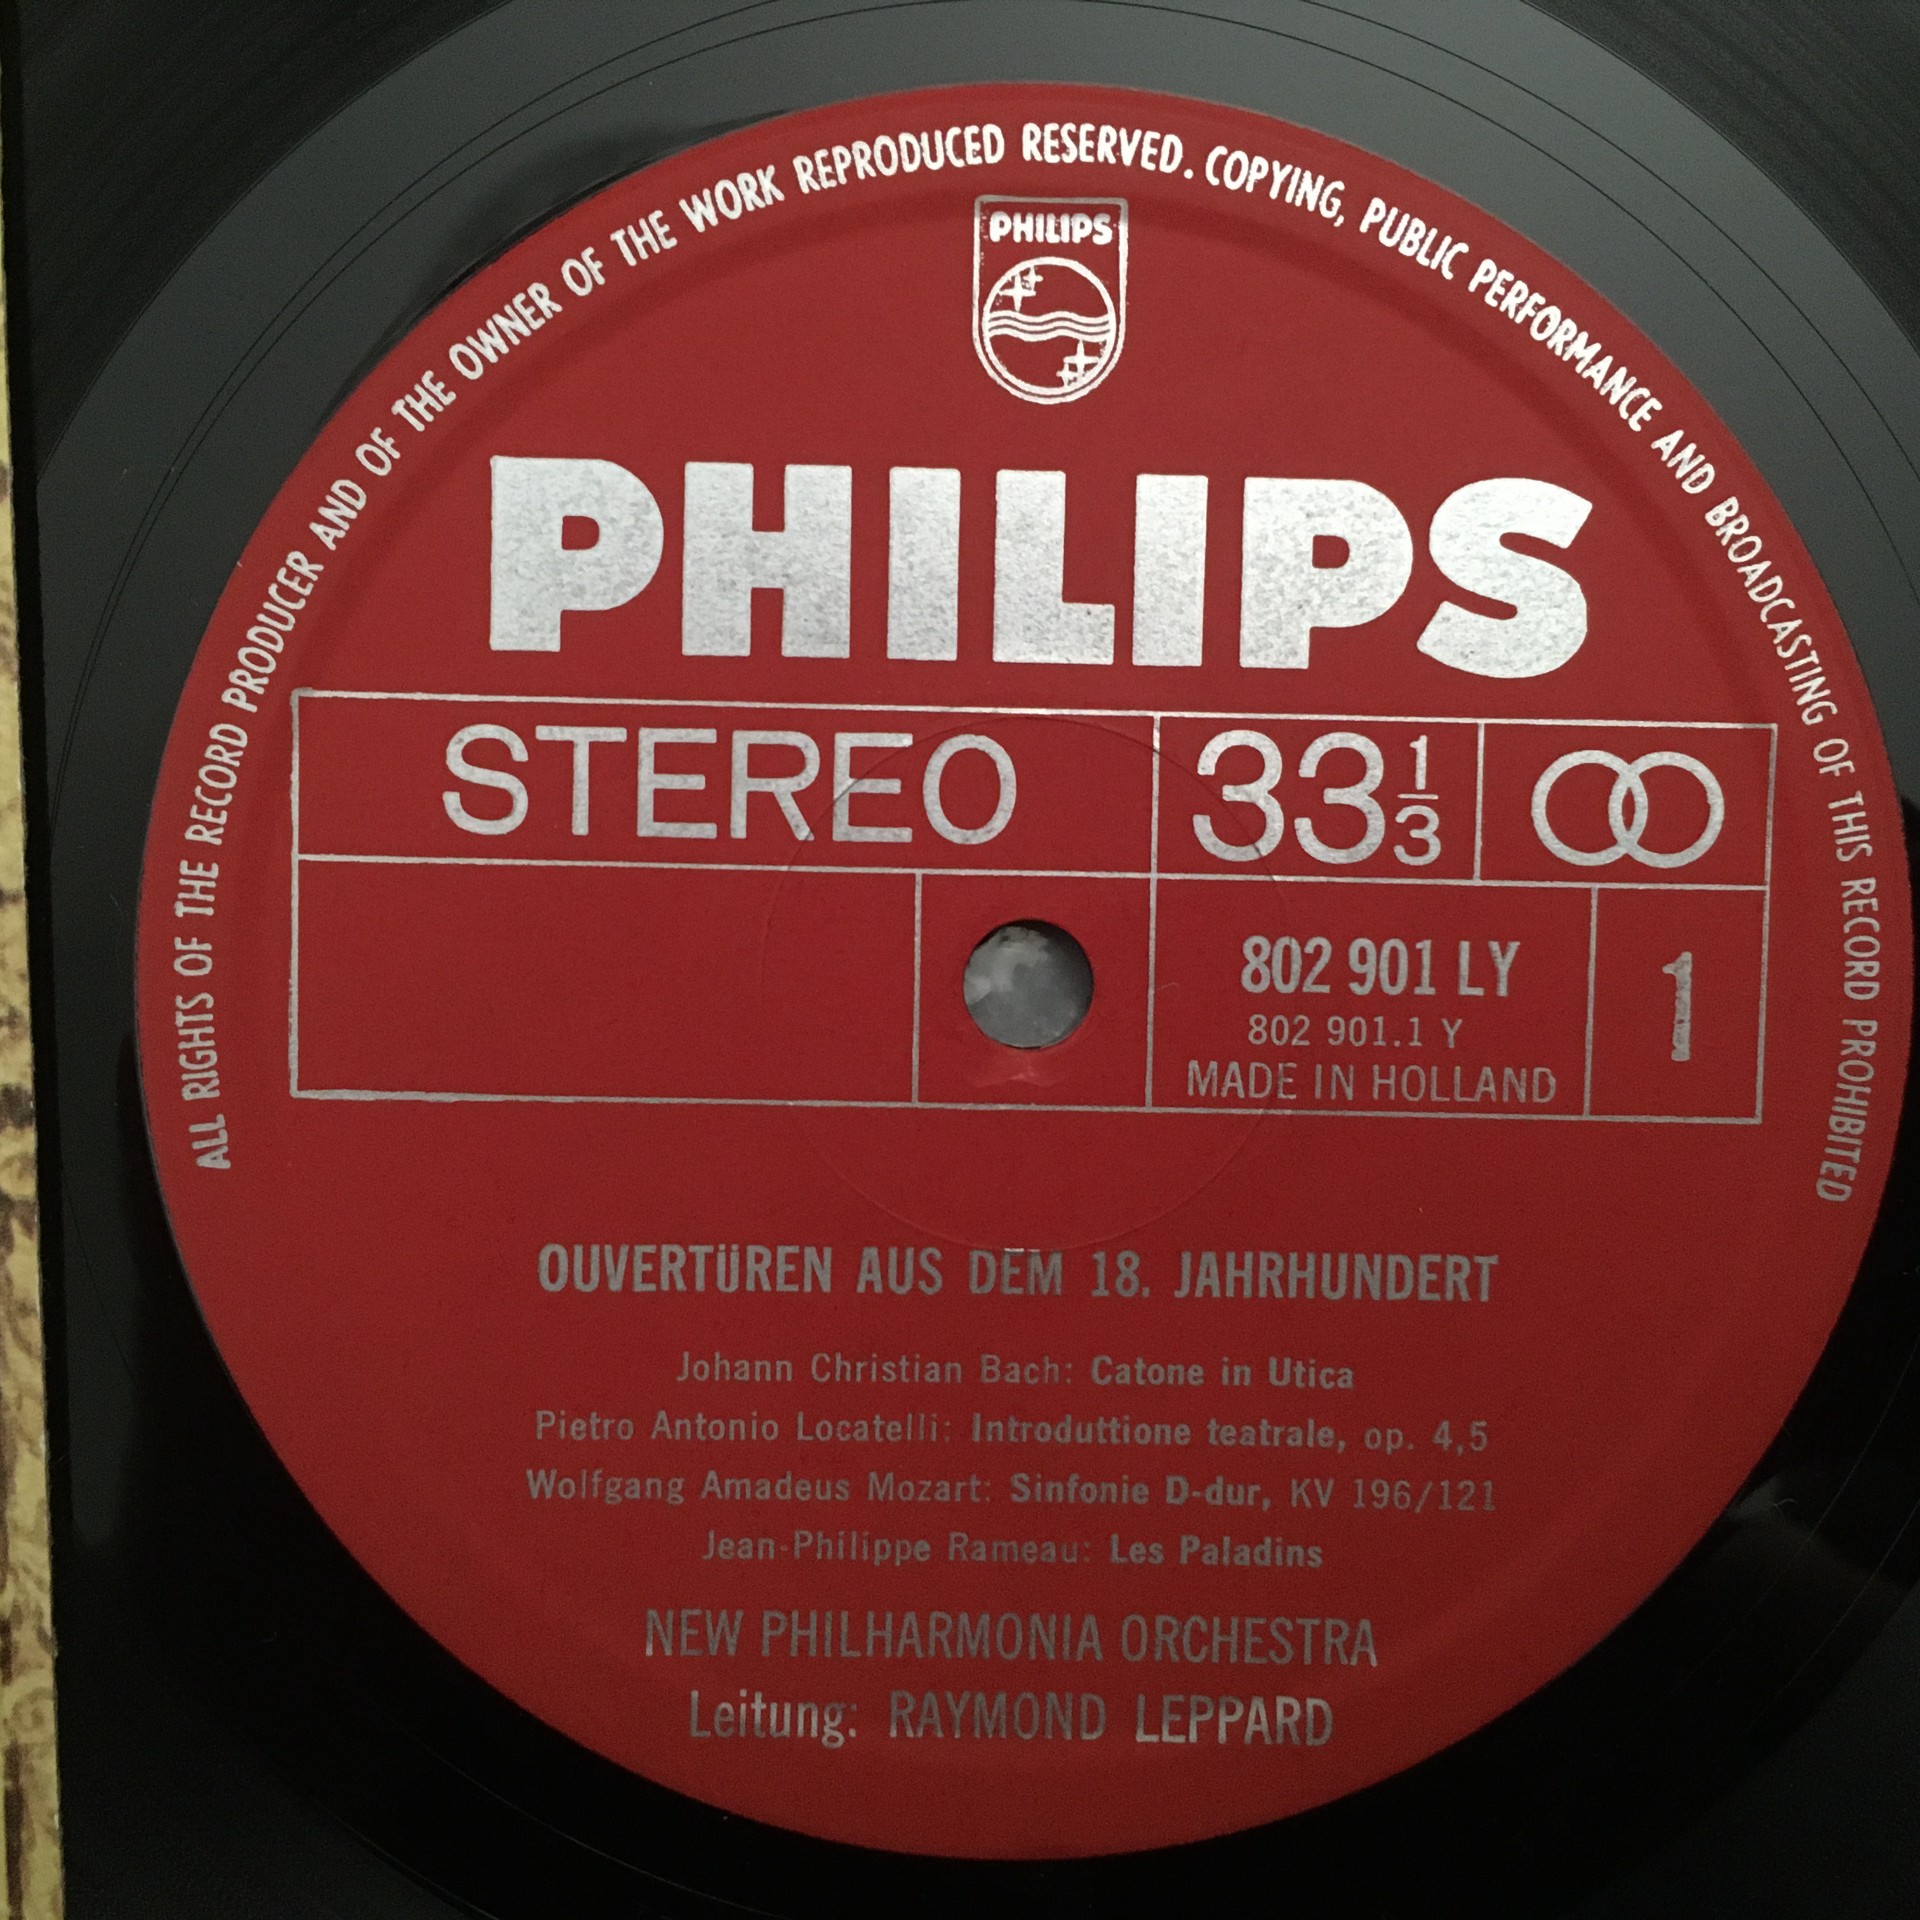 ALL RIGHTS OF THE RECORD PRODUCER AND OF THE OWNER OF THE WORK REPRODUCED RESERVED. COPYING, PUBLIC PERFORMANCE AND BROADCASTING OF THIS RECORD PROHIBITED
PHILIPS
PHILIPS
STEREO
33 1/3
802 901 LY
802 901.1 Y
MADE IN HOLLAND
1
OUVERTÜREN AUS DEM 18. JAHRHUNDERT
Johann Christian Bach: Catone in Utica
Pietro Antonio Locatelli: Introduttione teatrale, op. 4,5
Wolfgang Amadeus Mozart: Sinfonie D-dur, KV 196/121
Jean-Philippe Rameau: Les Paladins
NEW PHILHARMONIA ORCHESTRA
Leitung: RAYMOND LEPPARD